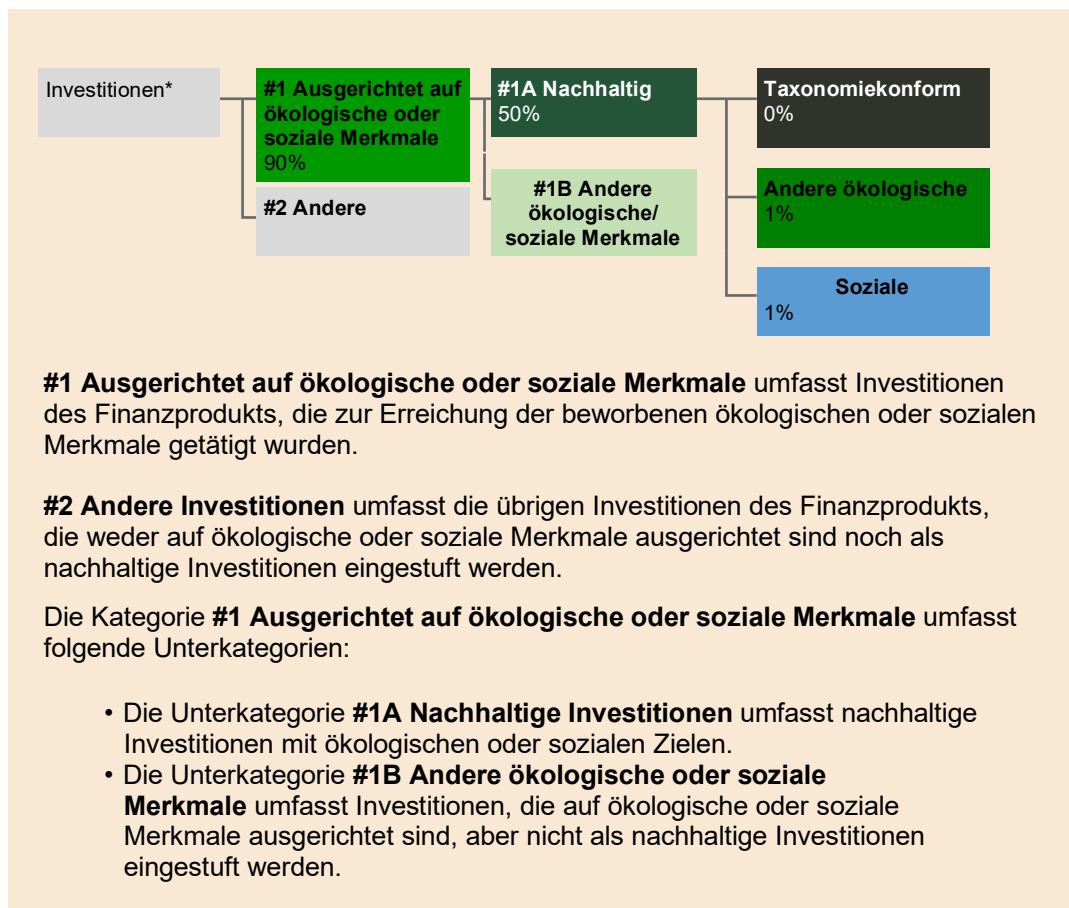 Investitionen*
#1 Ausgerichtet auf
ökologische oder
soziale Merkmale
90%
#2 Andere
#1A Nachhaltig
50%
#1B Andere
ökologische/
soziale Merkmale
Taxonomiekonform
0%
Andere ökologische
1%
Soziale
1%
#1 Ausgerichtet auf ökologische oder soziale Merkmale umfasst Investitionen
des Finanzprodukts, die zur Erreichung der beworbenen ökologischen oder sozialen
Merkmale getätigt wurden.
#2 Andere Investitionen umfasst die übrigen Investitionen des Finanzprodukts,
die weder auf ökologische oder soziale Merkmale ausgerichtet sind noch als
nachhaltige Investitionen eingestuft werden.
Die Kategorie #1 Ausgerichtet auf ökologische oder soziale Merkmale umfasst
folgende Unterkategorien:
• Die Unterkategorie #1A Nachhaltige Investitionen umfasst nachhaltige
Investitionen mit ökologischen oder sozialen Zielen.
• Die Unterkategorie #1B Andere ökologische oder soziale
Merkmale umfasst Investitionen, die auf ökologische oder soziale
Merkmale ausgerichtet sind, aber nicht als nachhaltige Investitionen
eingestuft werden.